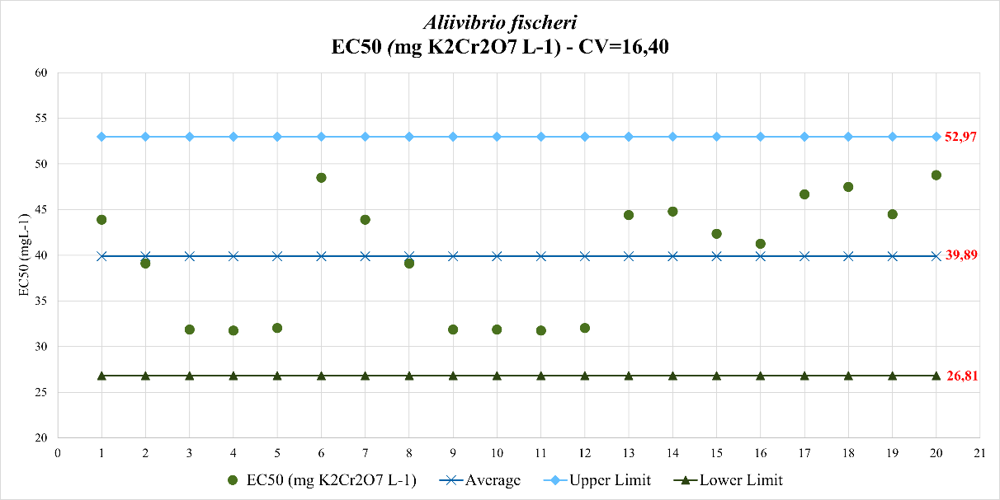 Aliivibrio fischeri
EC50 (mg K2Cr2O7 L-1) - CV=16,40
EC50 (mgL-1)
60
55
50
45
40
35
30
25
20
52,97
39,89
26,81
0 1 2 3 4 5 6 7 8 9 10 11 12 13 14 15 16 17 18 19 20 21
EC50 (mg K2Cr2O7 L-1) Average Upper Limit Lower Limit